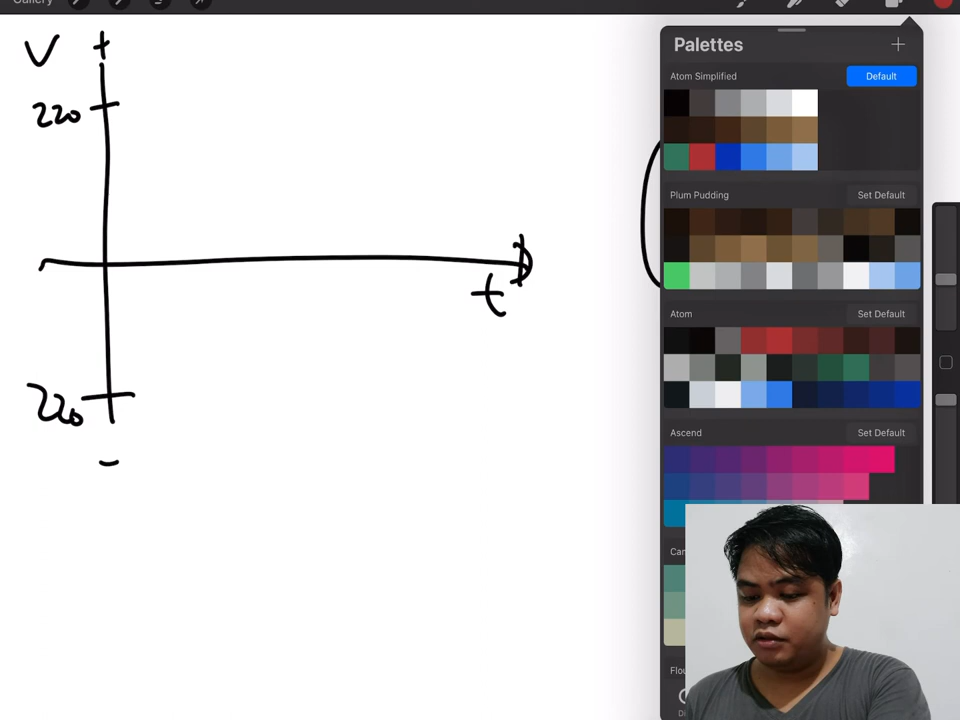 Gallery
V +
220
t
220
-
Palettes +
Atom Simplified Default
Plum Pudding Set Default
Atom Set Default
Ascend Set Default